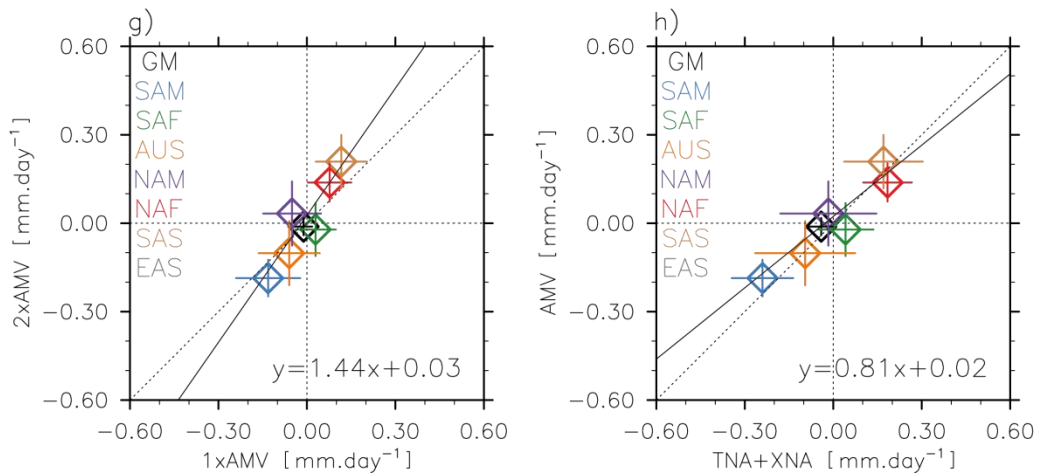 g)
0.60
0.30
0.00
−0.30
−0.60
2xAMV [mm.day⁻¹]
GM
SAM
SAF
AUS
NAM
NAF
SAS
EAS
y=1.44x+0.03
−0.60 −0.30 0.00 0.30 0.60
1xAMV [mm.day⁻¹]
h)
0.60
0.30
0.00
−0.30
−0.60
AMV [mm.day⁻¹]
GM
SAM
SAF
AUS
NAM
NAF
SAS
EAS
y=0.81x+0.02
−0.60 −0.30 0.00 0.30 0.60
TNA+XNA [mm.day⁻¹]